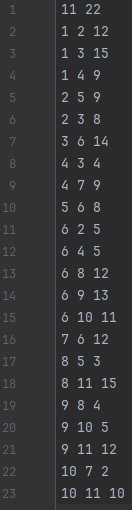 1 11 22
2 1 2 12
3 1 3 15
4 1 4 9
5 2 5 9
6 2 3 8
7 3 6 14
8 4 3 4
9 4 7 9
10 5 6 8
11 6 2 5
12 6 4 5
13 6 8 12
14 6 9 13
15 6 10 11
16 7 6 12
17 8 5 3
18 8 11 15
19 9 8 4
20 9 10 5
21 9 11 12
22 10 7 2
23 10 11 10